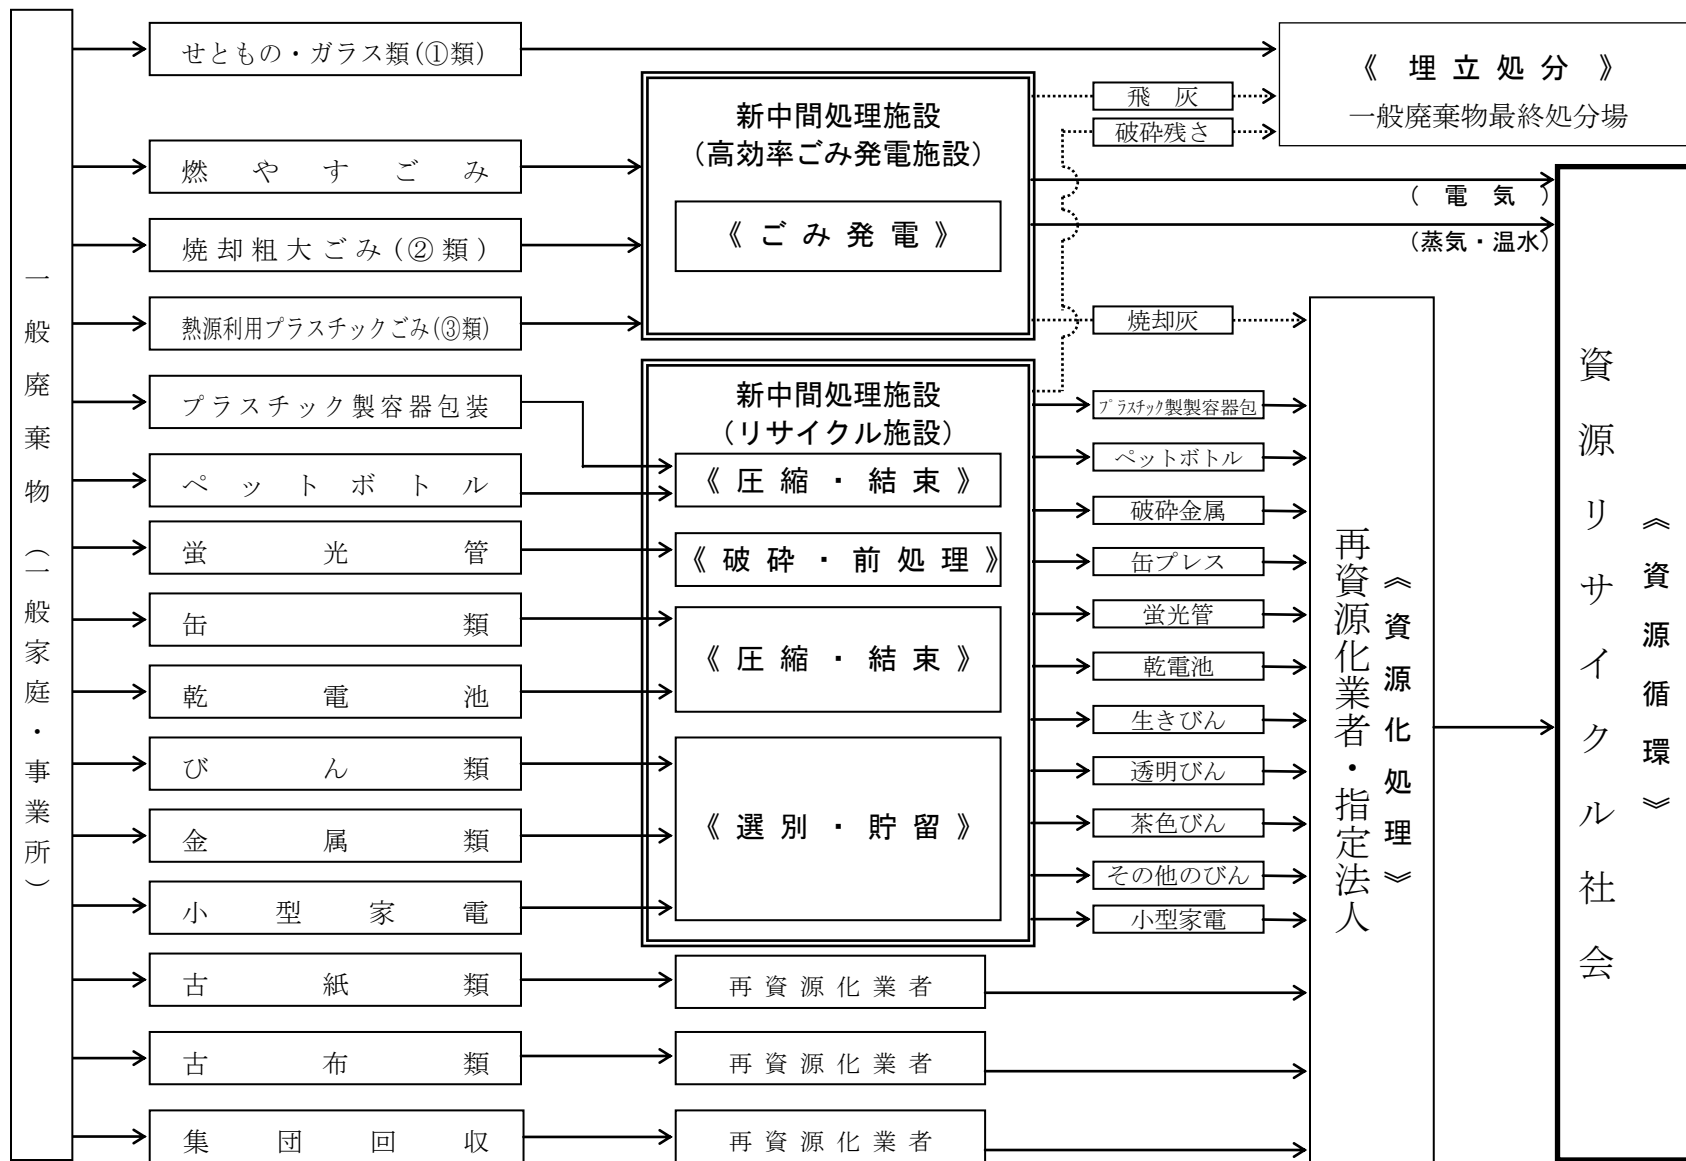 一般廃棄物（一般家庭・事業所）
せともの・ガラス類(①類)
燃やすごみ
焼却粗大ごみ(②類)
熱源利用プラスチックごみ(③類)
プラスチック製容器包装
ペットボトル
蛍光管
缶類
乾電池
びん類
金属類
小型家電
古紙類
古布類
集団回収
新中間処理施設
(高効率ごみ発電施設)
《ごみ発電》
新中間処理施設
(リサイクル施設)
《圧縮・結束》
《破砕・前処理》
《圧縮・結束》
《選別・貯留》
再資源化業者
再資源化業者
再資源化業者
飛灰
破砕残さ
焼却灰
プラスチック製製容器包
ペットボトル
破砕金属
缶プレス
蛍光管
乾電池
生きびん
透明びん
茶色びん
その他のびん
小型家電
《埋立処分》
一般廃棄物最終処分場
(電気)
(蒸気・温水)
《資源化処理》
再資源化業者・指定法人
《資源循環》
資源リサイクル社会